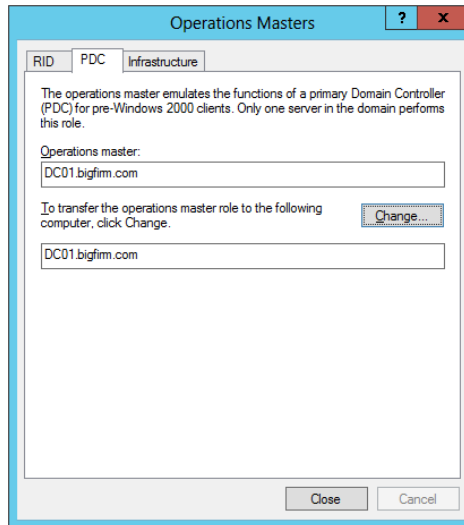 Operations Masters
?
x
RID
PDC
Infrastructure
The operations master emulates the functions of a primary Domain Controller
(PDC) for pre-Windows 2000 clients. Only one server in the domain performs
this role.
Operations master:
DC01.bigfirm.com
To transfer the operations master role to the following
computer, click Change.
Change...
DC01.bigfirm.com
Close
Cancel